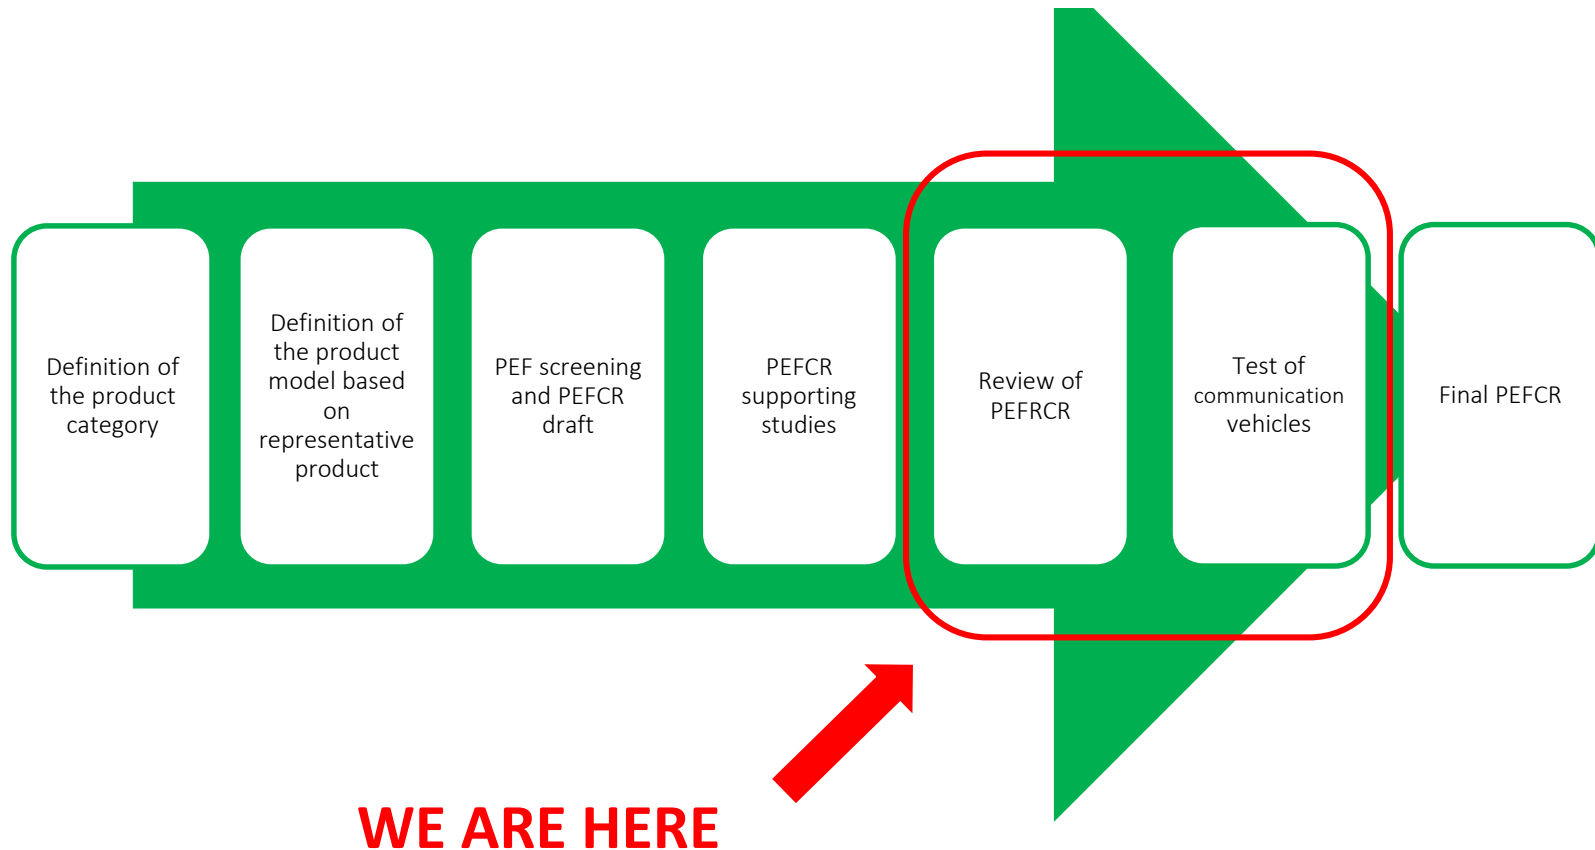 Definition of
the product
category
Definition of
the product
model based
on
representative
product
PEF screening
and PEFCR
draft
PEFCR
supporting
studies
Review of
PEFRCR
Test of
communication
vehicles
Final PEFCR
WE ARE HERE